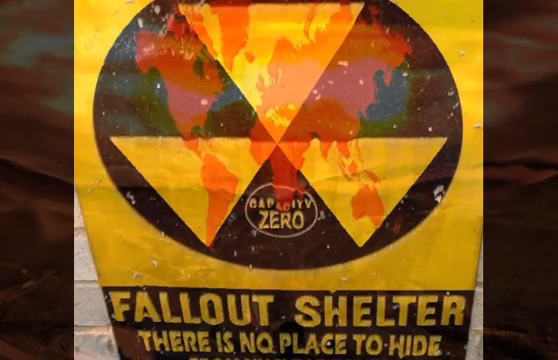 CAPACITY
ZERO
FALLOUT SHELTER
THERE IS NO PLACE TO HIDE